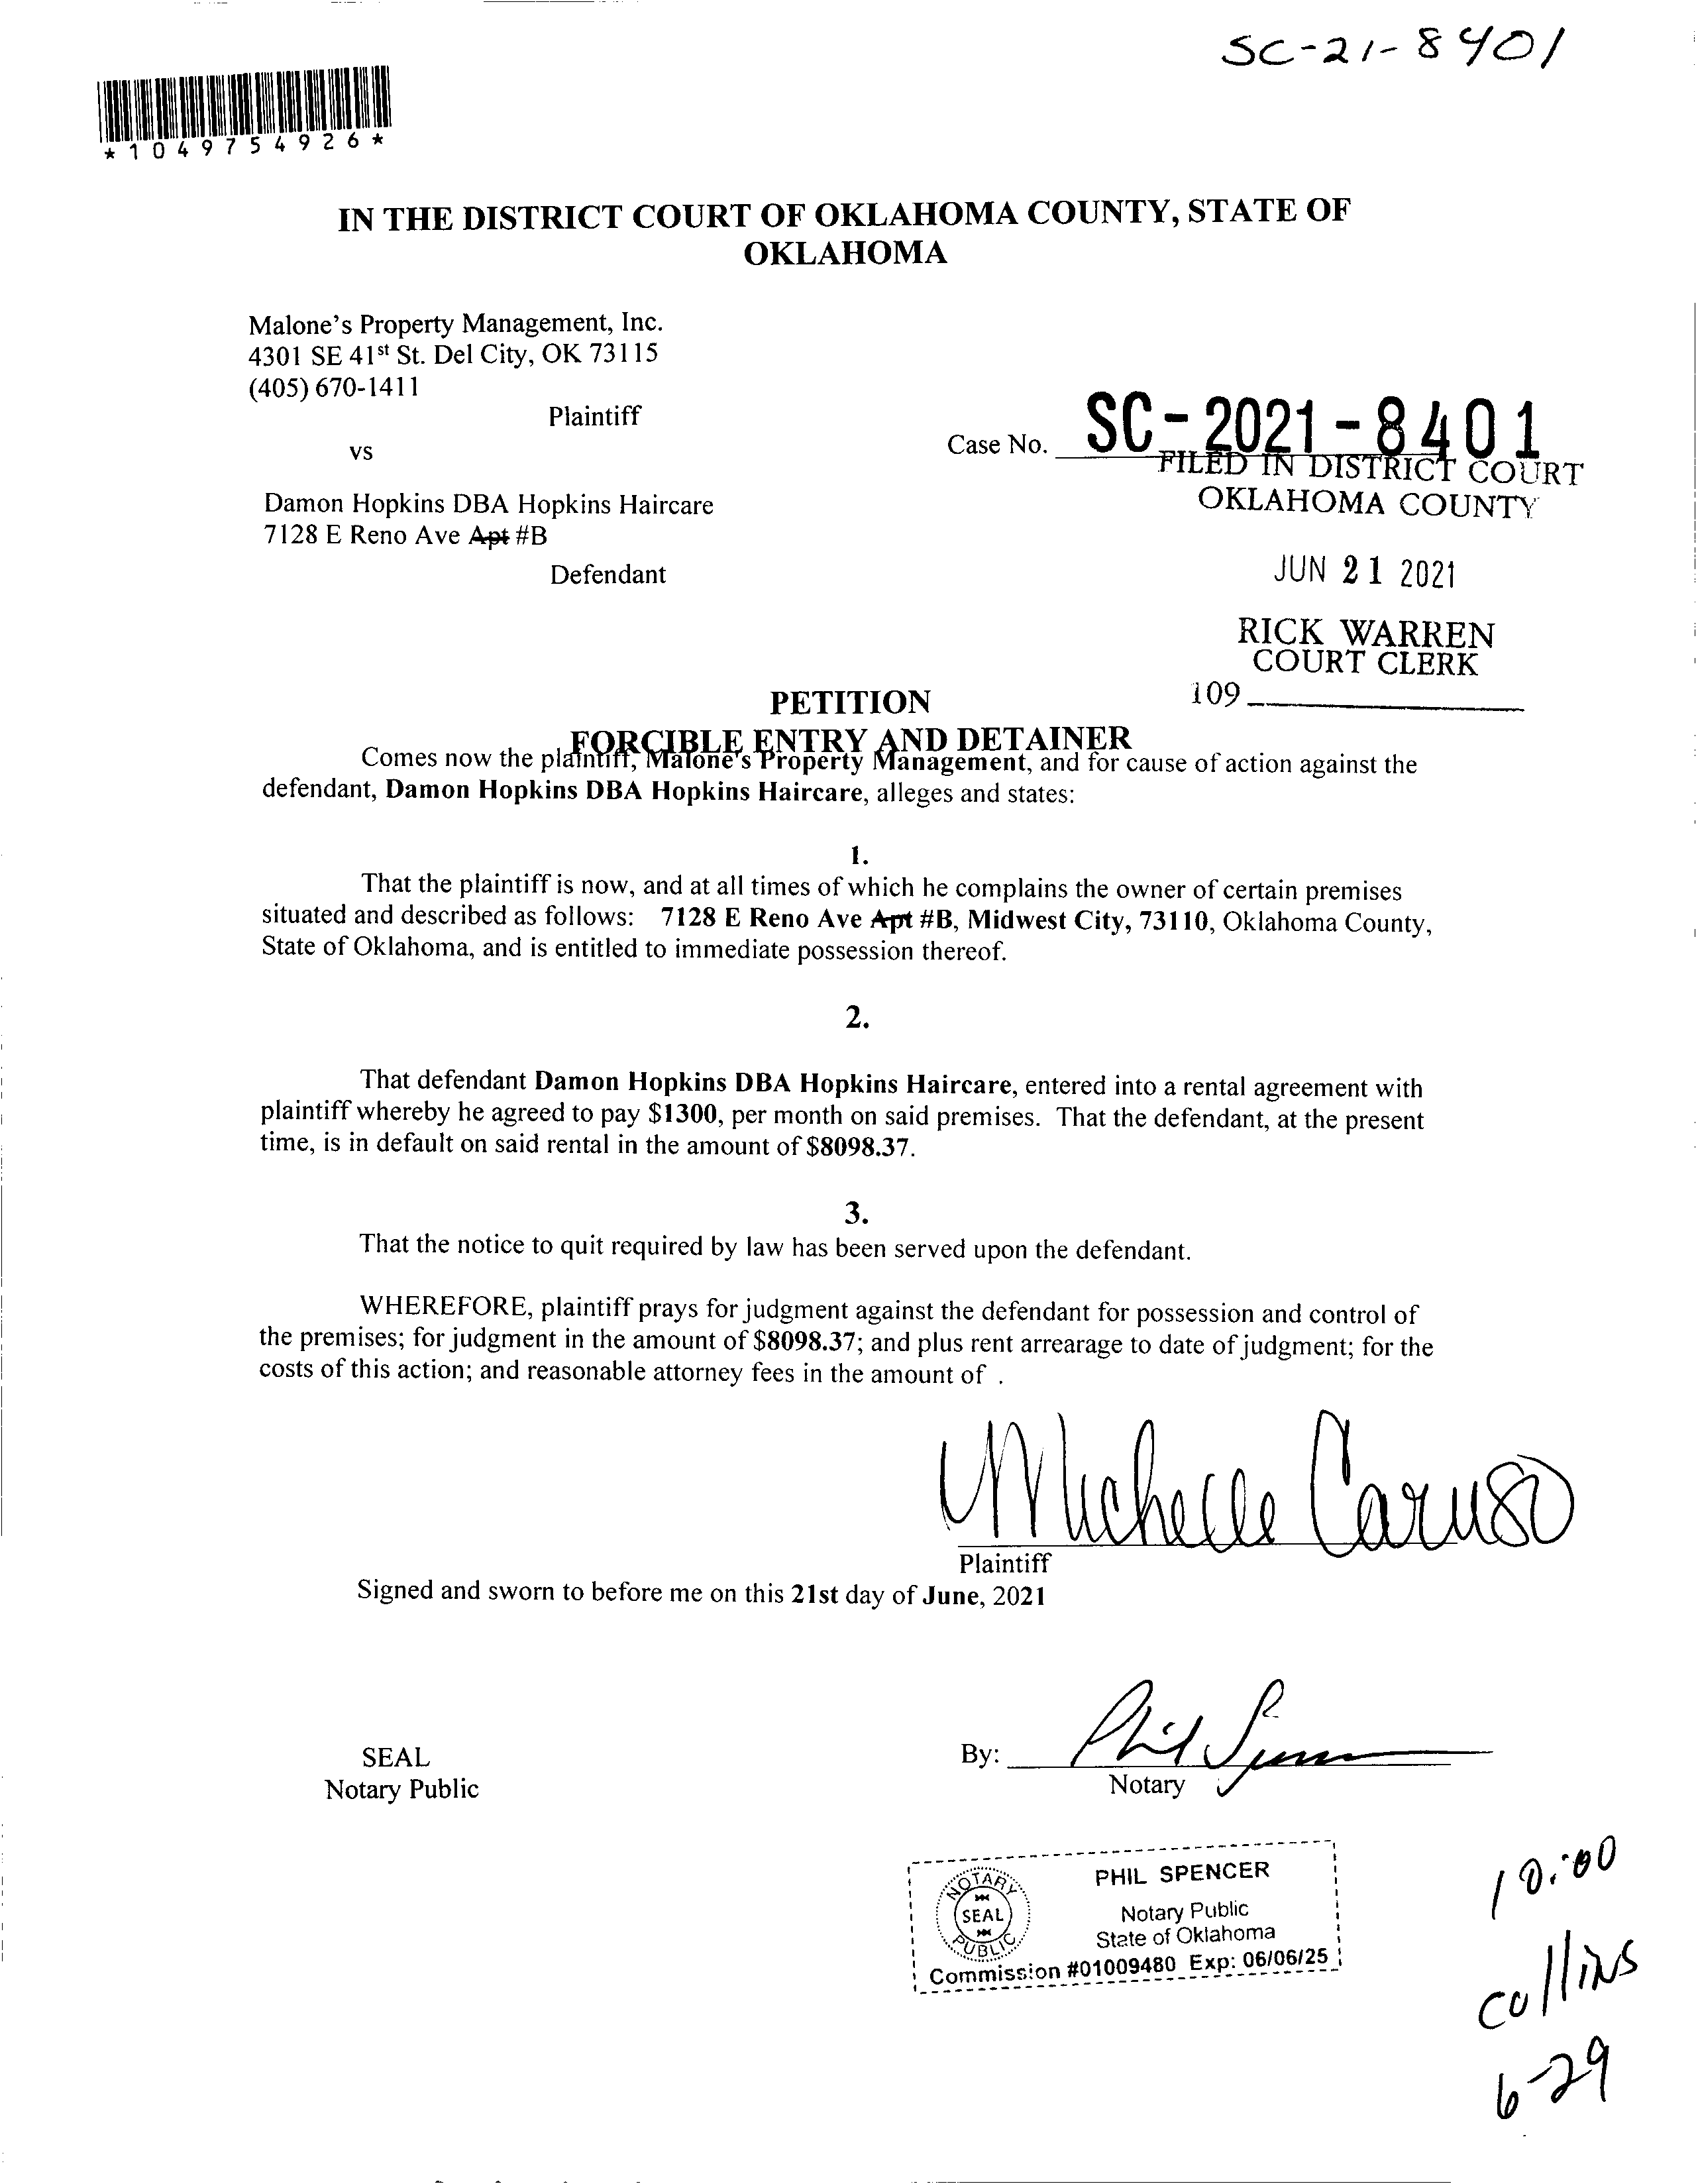 SC-21-8401
*1049754926*
IN THE DISTRICT COURT OF OKLAHOMA COUNTY, STATE OF
OKLAHOMA
Malone's Property Management, Inc.
4301 SE 41st St. Del City, OK 73115
(405) 670-1411
Plaintiff
vs
Case No. SC-2021-8401
FILED IN DISTRICT COURT
OKLAHOMA COUNTY
Damon Hopkins DBA Hopkins Haircare
7128 E Reno Ave Apt #B
Defendant
JUN 21 2021
RICK WARREN
COURT CLERK
109
PETITION
FORCIBLE ENTRY AND DETAINER
Comes now the plaintiff, Malone's Property Management, and for cause of action against the
defendant, Damon Hopkins DBA Hopkins Haircare, alleges and states:
1.
That the plaintiff is now, and at all times of which he complains the owner of certain premises
situated and described as follows: 7128 E Reno Ave Apt #B, Midwest City, 73110, Oklahoma County,
State of Oklahoma, and is entitled to immediate possession thereof.
2.
That defendant Damon Hopkins DBA Hopkins Haircare, entered into a rental agreement with
plaintiff whereby he agreed to pay $1300, per month on said premises. That the defendant, at the present
time, is in default on said rental in the amount of $8098.37.
3.
That the notice to quit required by law has been served upon the defendant.
WHEREFORE, plaintiff prays for judgment against the defendant for possession and control of
the premises; for judgment in the amount of $8098.37; and plus rent arrearage to date of judgment; for the
costs of this action; and reasonable attorney fees in the amount of .
Michelle Caruso
Plaintiff
Signed and sworn to before me on this 21st day of June, 2021
SEAL
Notary Public
By: Phil
Notary
NOTARY
SEAL
PUBLIC
PHIL SPENCER
Notary Public
State of Oklahoma
Commission #01009480 Exp: 06/06/25
10:00
Collins
6-29